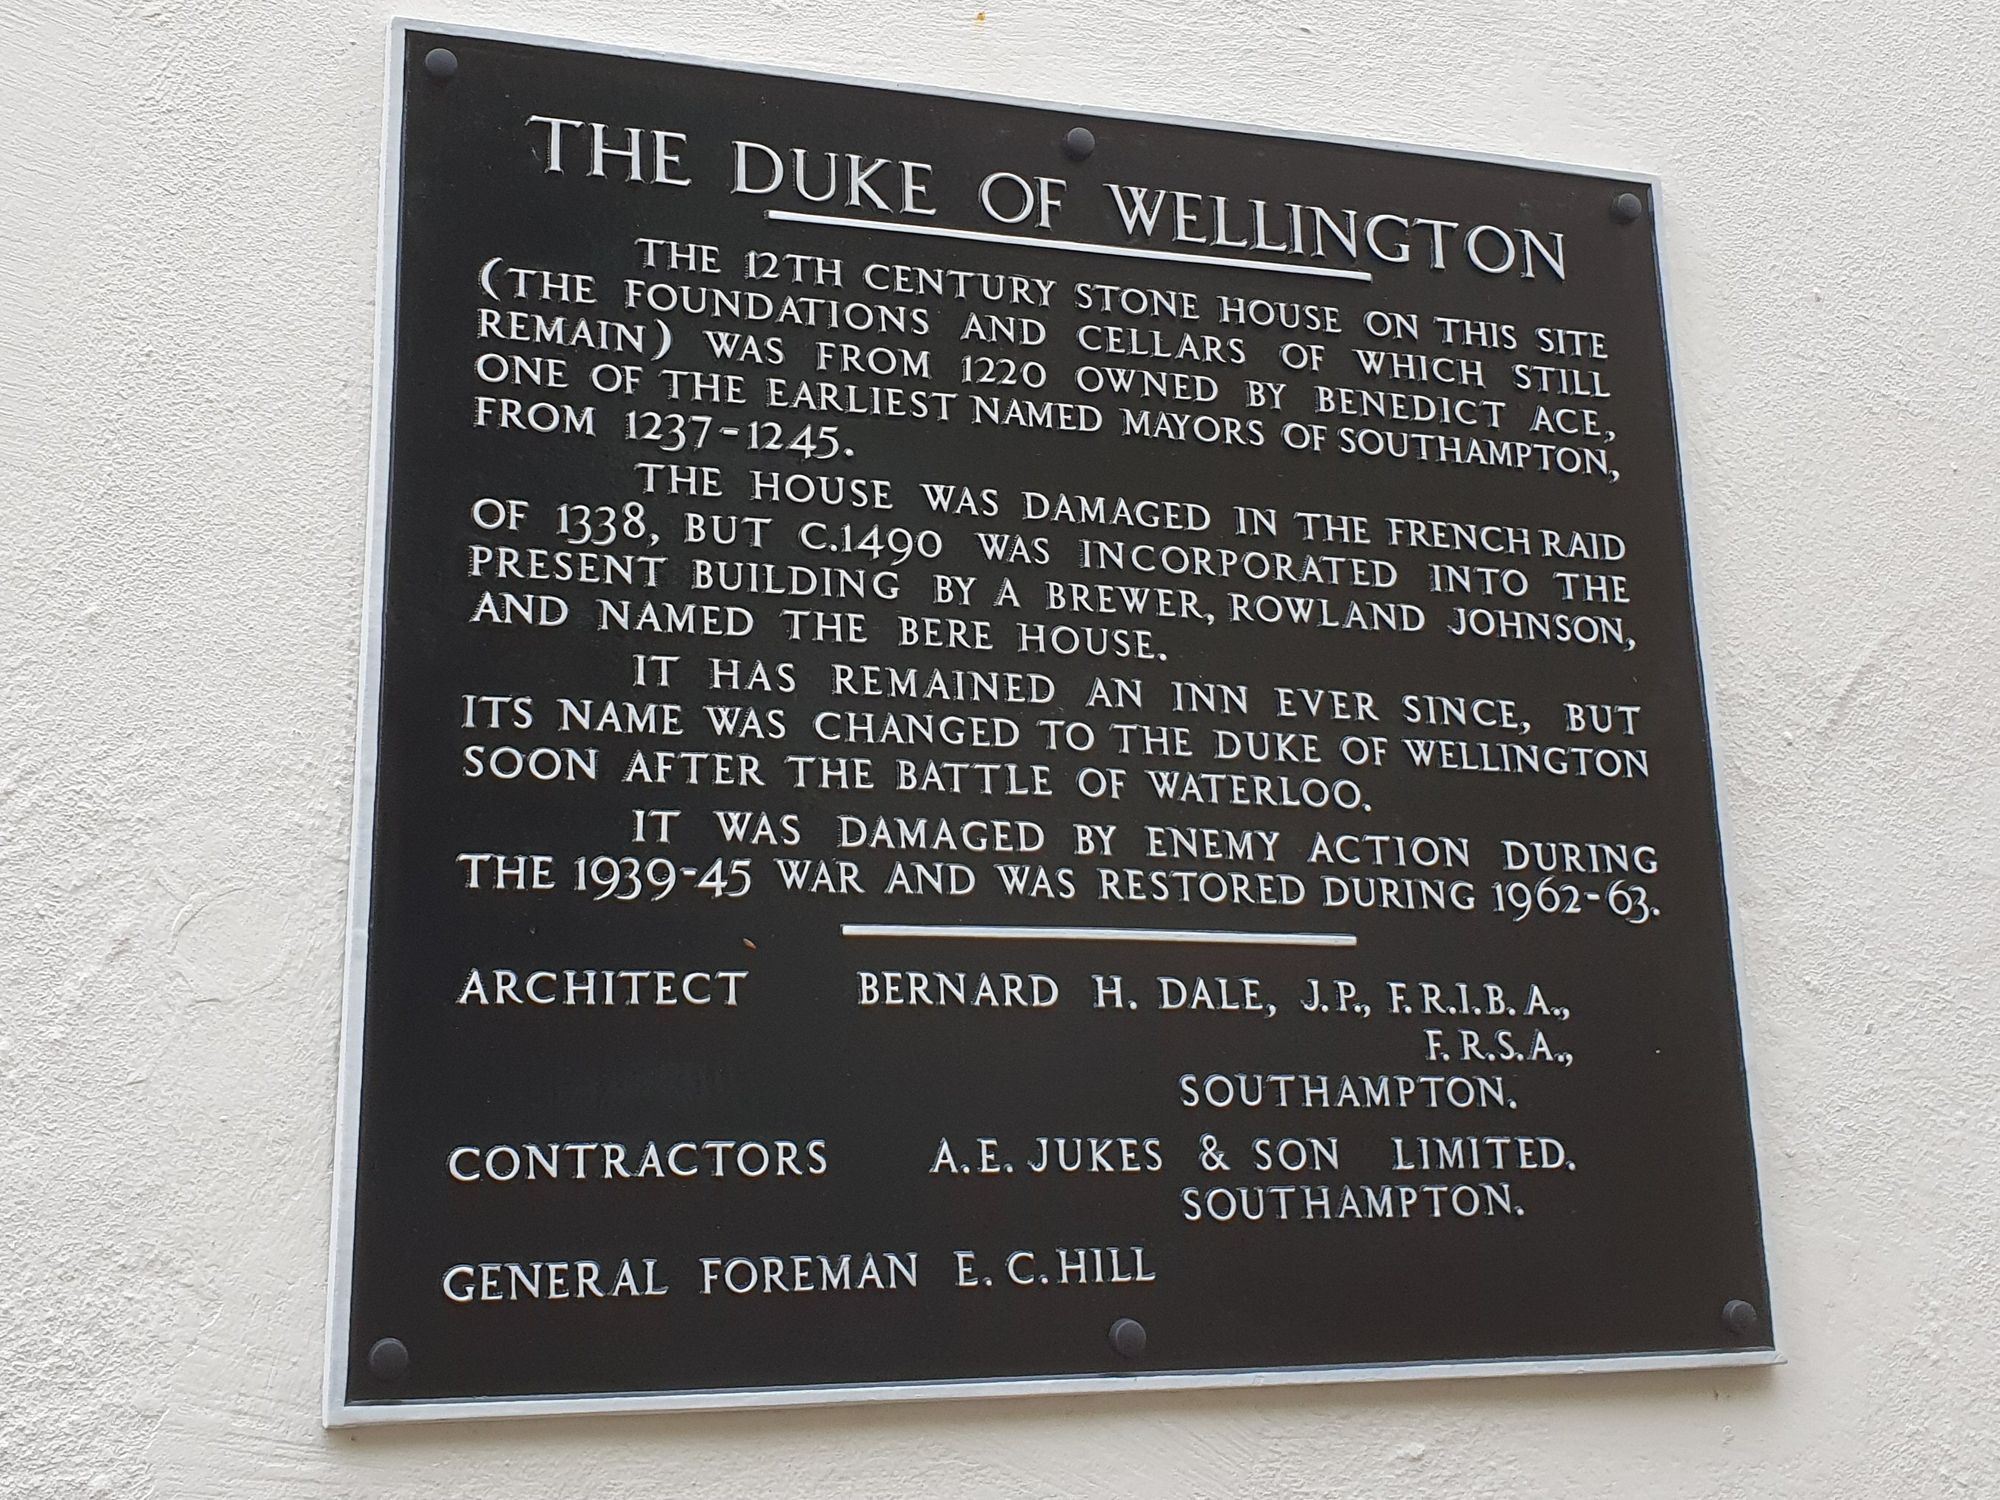 THE DUKE OF WELLINGTON
THE 12TH CENTURY STONE HOUSE ON THIS SITE
(THE FOUNDATIONS AND CELLARS OF WHICH STILL
REMAIN) WAS FROM 1220 OWNED BY BENEDICT ACE,
ONE OF THE EARLIEST NAMED MAYORS OF SOUTHAMPTON,
FROM 1237-1245.
THE HOUSE WAS DAMAGED IN THE FRENCH RAID
OF 1338, BUT C.1490 WAS INCORPORATED INTO THE
PRESENT BUILDING BY A BREWER, ROWLAND JOHNSON,
AND NAMED THE BERE HOUSE.
IT HAS REMAINED AN INN EVER SINCE, BUT
ITS NAME WAS CHANGED TO THE DUKE OF WELLINGTON
SOON AFTER THE BATTLE OF WATERLOO.
IT WAS DAMAGED BY ENEMY ACTION DURING
THE 1939-45 WAR AND WAS RESTORED DURING 1962-63.
ARCHITECT BERNARD H. DALE, J.P., F.R.I.B.A.,
F.R.S.A.,
SOUTHAMPTON.
CONTRACTORS A.E. JUKES & SON LIMITED.
SOUTHAMPTON.
GENERAL FOREMAN E. C. HILL